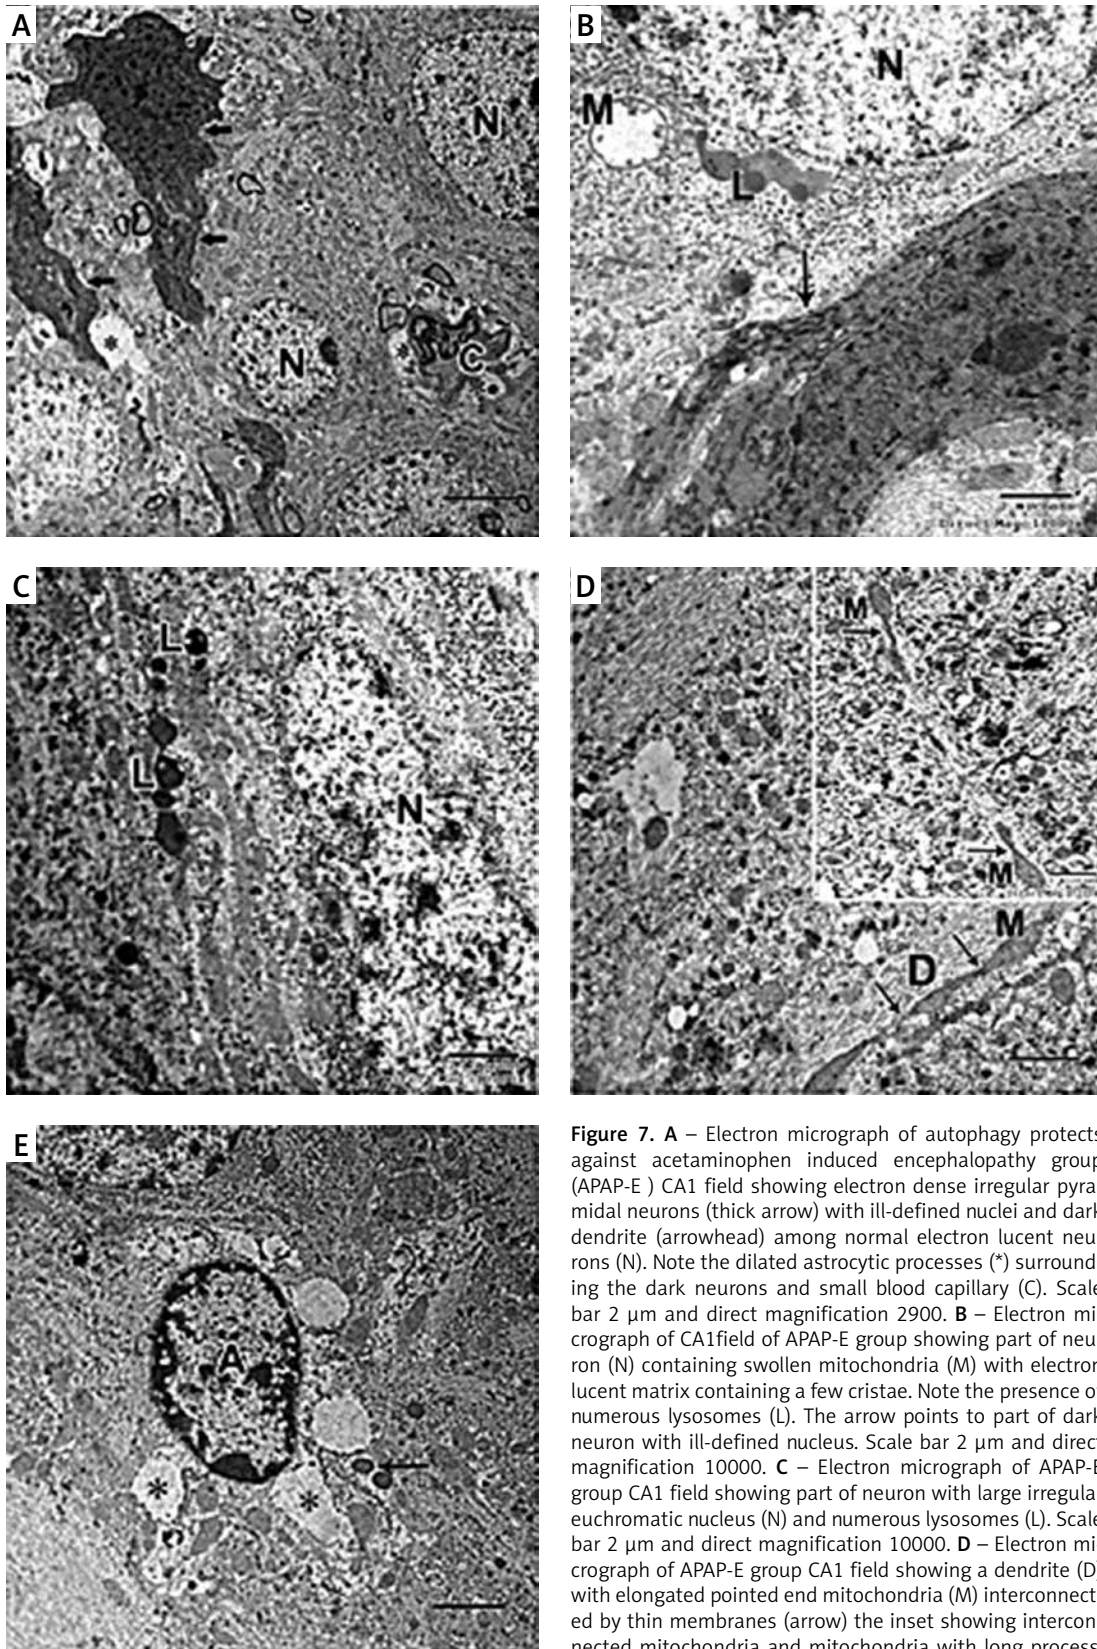 A
N
N
C
*
*
B
N
M
L
C
L
L
N
D
M
M
M
D
E
A
*
*
Figure 7. A – Electron micrograph of autophagy protects
against acetaminophen induced encephalopathy group
(APAP-E ) CA1 field showing electron dense irregular pyra
midal neurons (thick arrow) with ill-defined nuclei and dark
dendrite (arrowhead) among normal electron lucent neu
rons (N). Note the dilated astrocytic processes (*) surround
ing the dark neurons and small blood capillary (C). Scale
bar 2 µm and direct magnification 2900. B – Electron mi
crograph of CA1field of APAP-E group showing part of neu
ron (N) containing swollen mitochondria (M) with electron
lucent matrix containing a few cristae. Note the presence o
numerous lysosomes (L). The arrow points to part of dark
neuron with ill-defined nucleus. Scale bar 2 µm and direct
magnification 10000. C – Electron micrograph of APAP-E
group CA1 field showing part of neuron with large irregula
euchromatic nucleus (N) and numerous lysosomes (L). Scale
bar 2 µm and direct magnification 10000. D – Electron mi
crograph of APAP-E group CA1 field showing a dendrite (D)
with elongated pointed end mitochondria (M) interconnect
ed by thin membranes (arrow) the inset showing intercon
nected mitochondria and mitochondria with long process